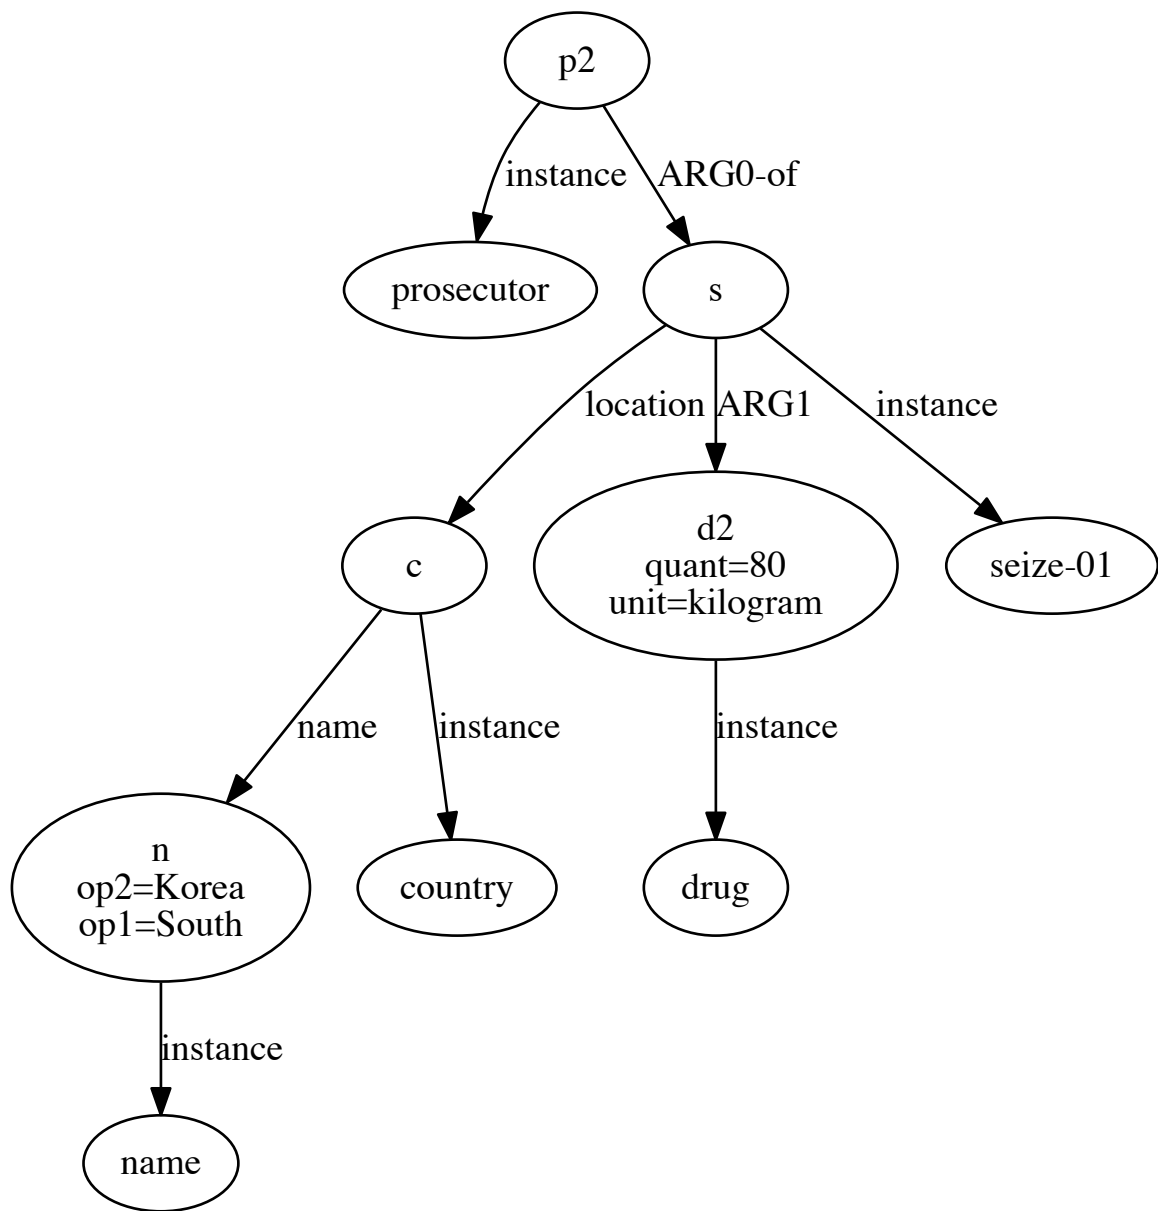 p2
instance
ARG0-of
prosecutor
s
location
ARG1
instance
c
d2
quant=80
unit=kilogram
seize-01
name
instance
instance
n
op2=Korea
op1=South
country
drug
instance
name